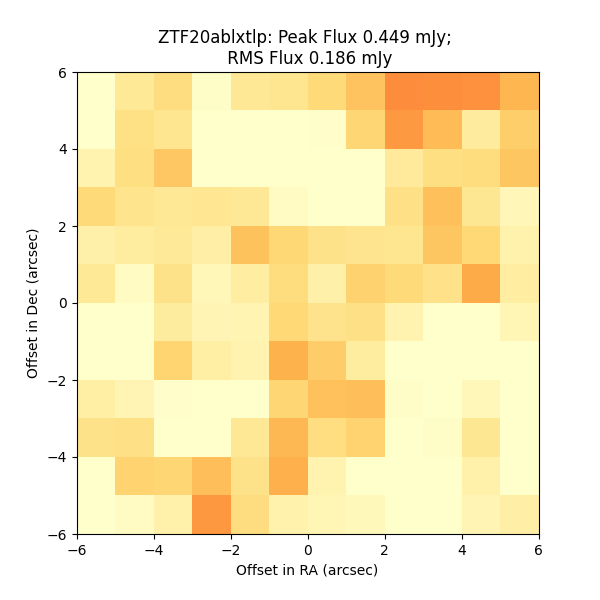 ZTF20ablxtlp: Peak Flux 0.449 mJy;
RMS Flux 0.186 mJy
6
4
2
0
−2
−4
−6
Offset in Dec (arcsec)
−6 −4 −2 0 2 4 6
Offset in RA (arcsec)